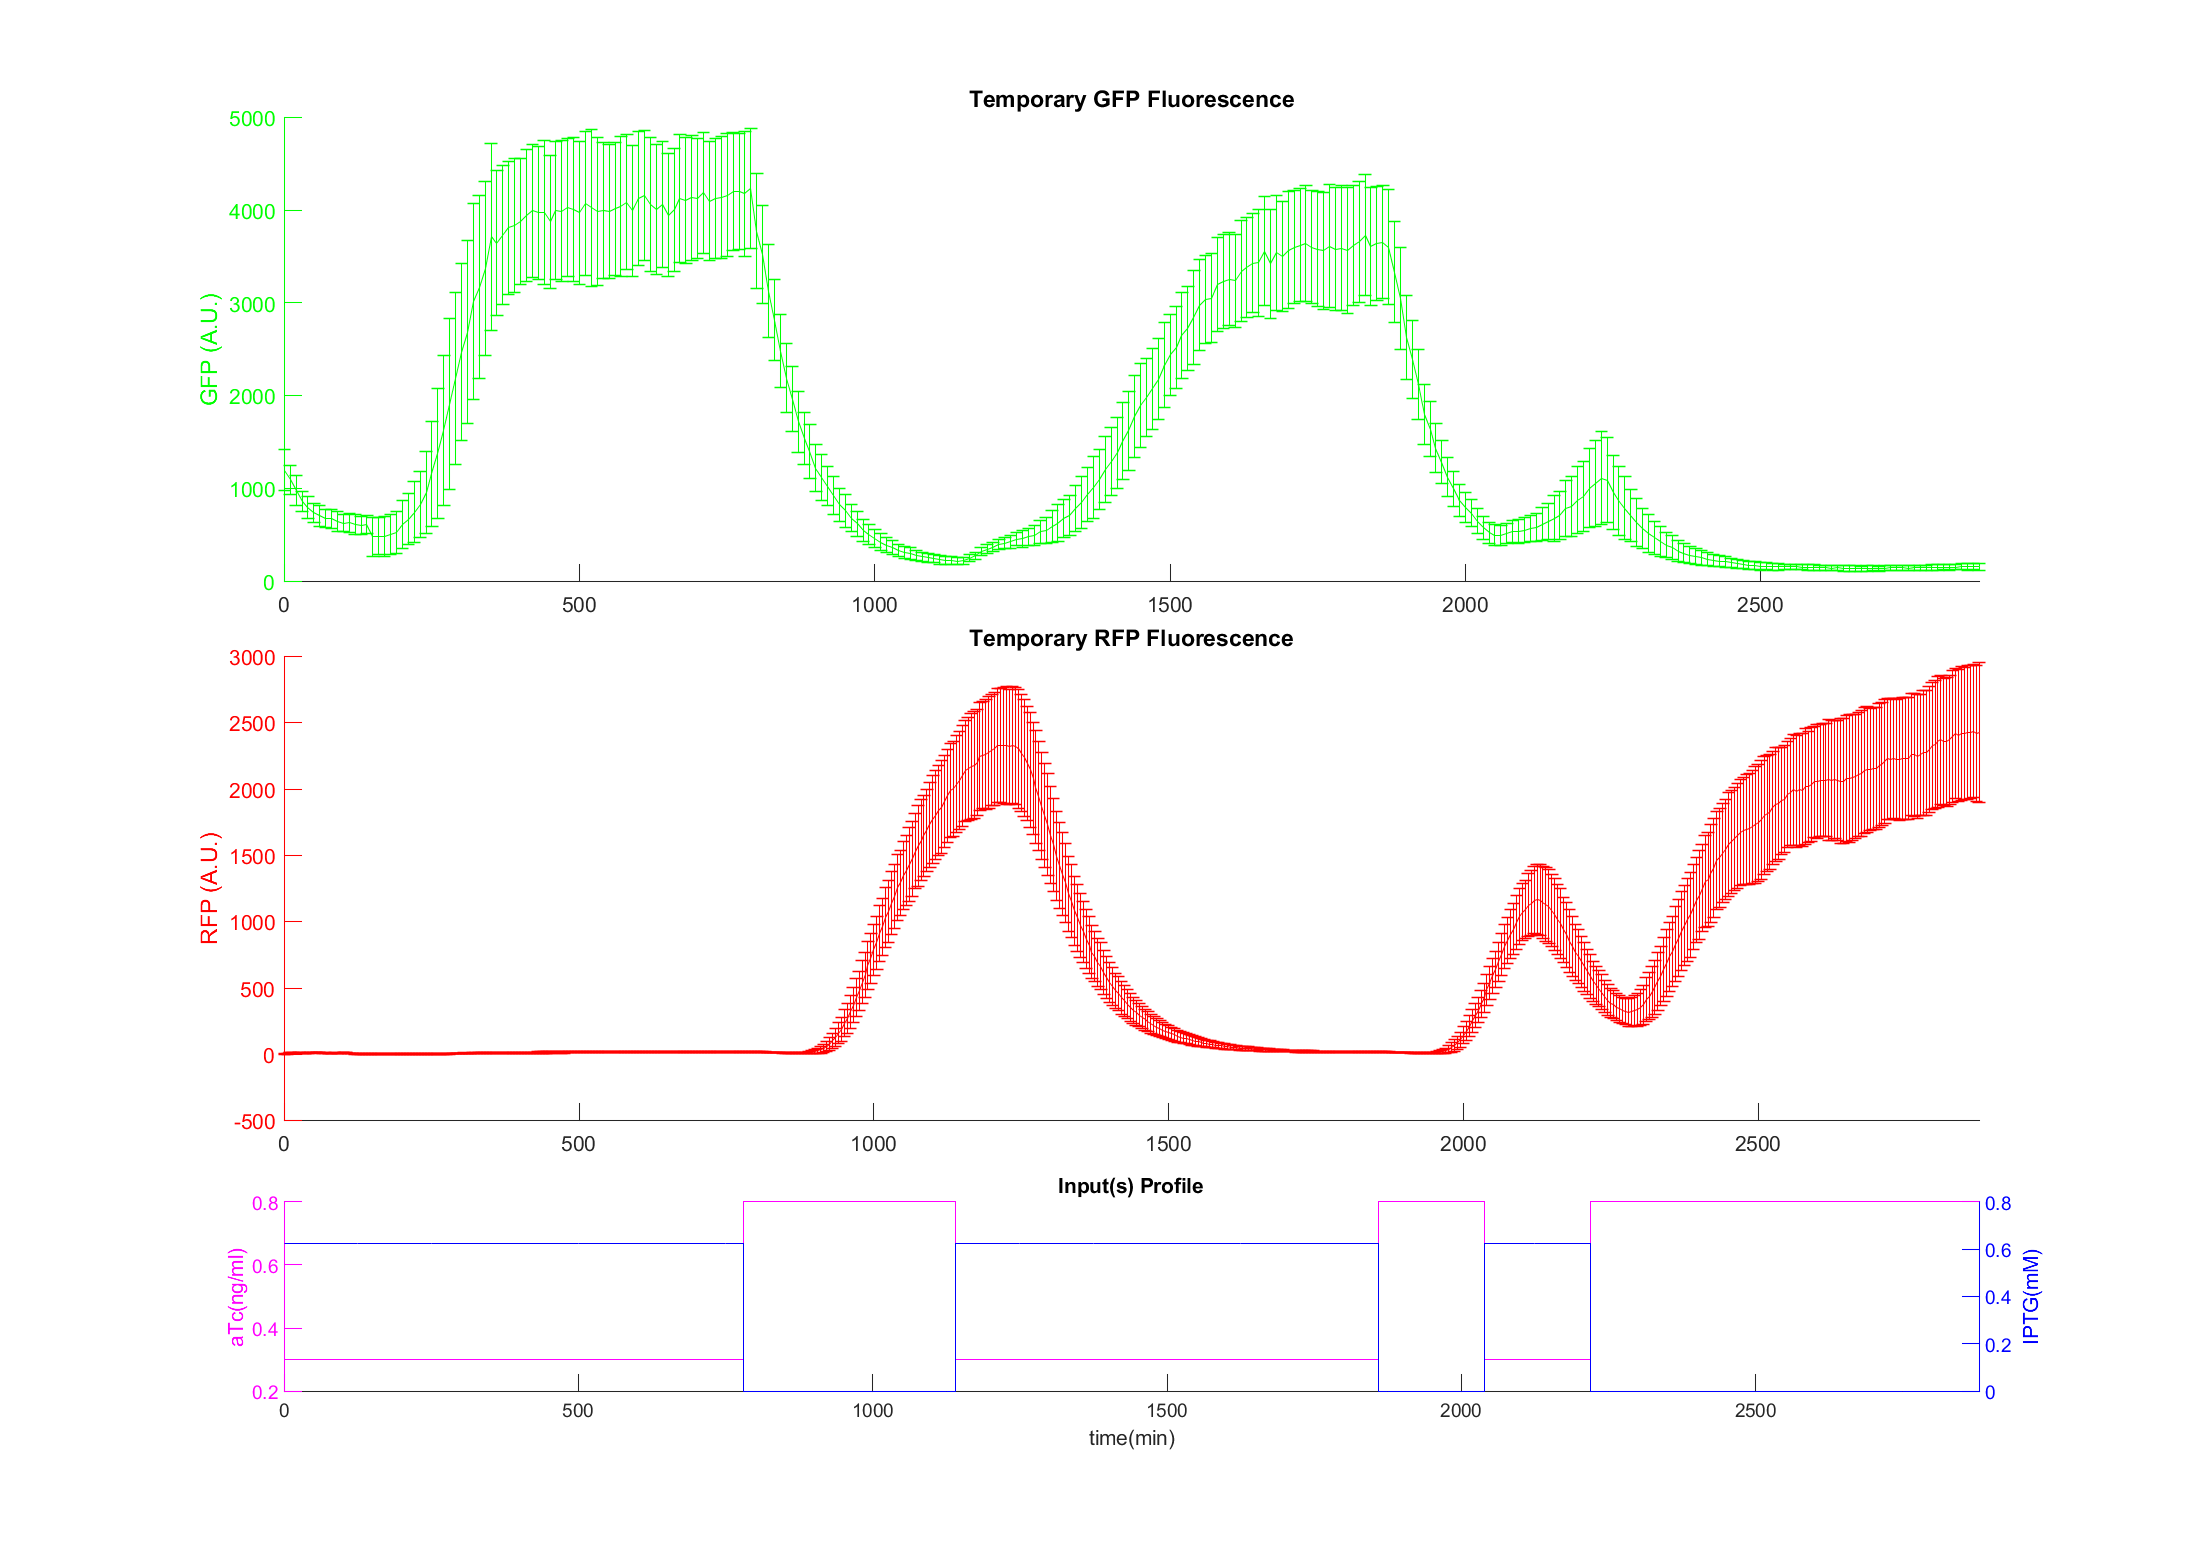 Temporary GFP Fluorescence
5000
4000
3000
2000
1000
0
GFP (A.U.)
0 500 1000 1500 2000 2500
Temporary RFP Fluorescence
3000
2500
2000
1500
1000
500
0
-500
RFP (A.U.)
0 500 1000 1500 2000 2500
Input(s) Profile
0.8
0.6
0.4
0.2
aTc(ng/ml)
0.8
0.6
0.4
0.2
0
IPTG(mM)
0 500 1000 1500 2000 2500
time(min)